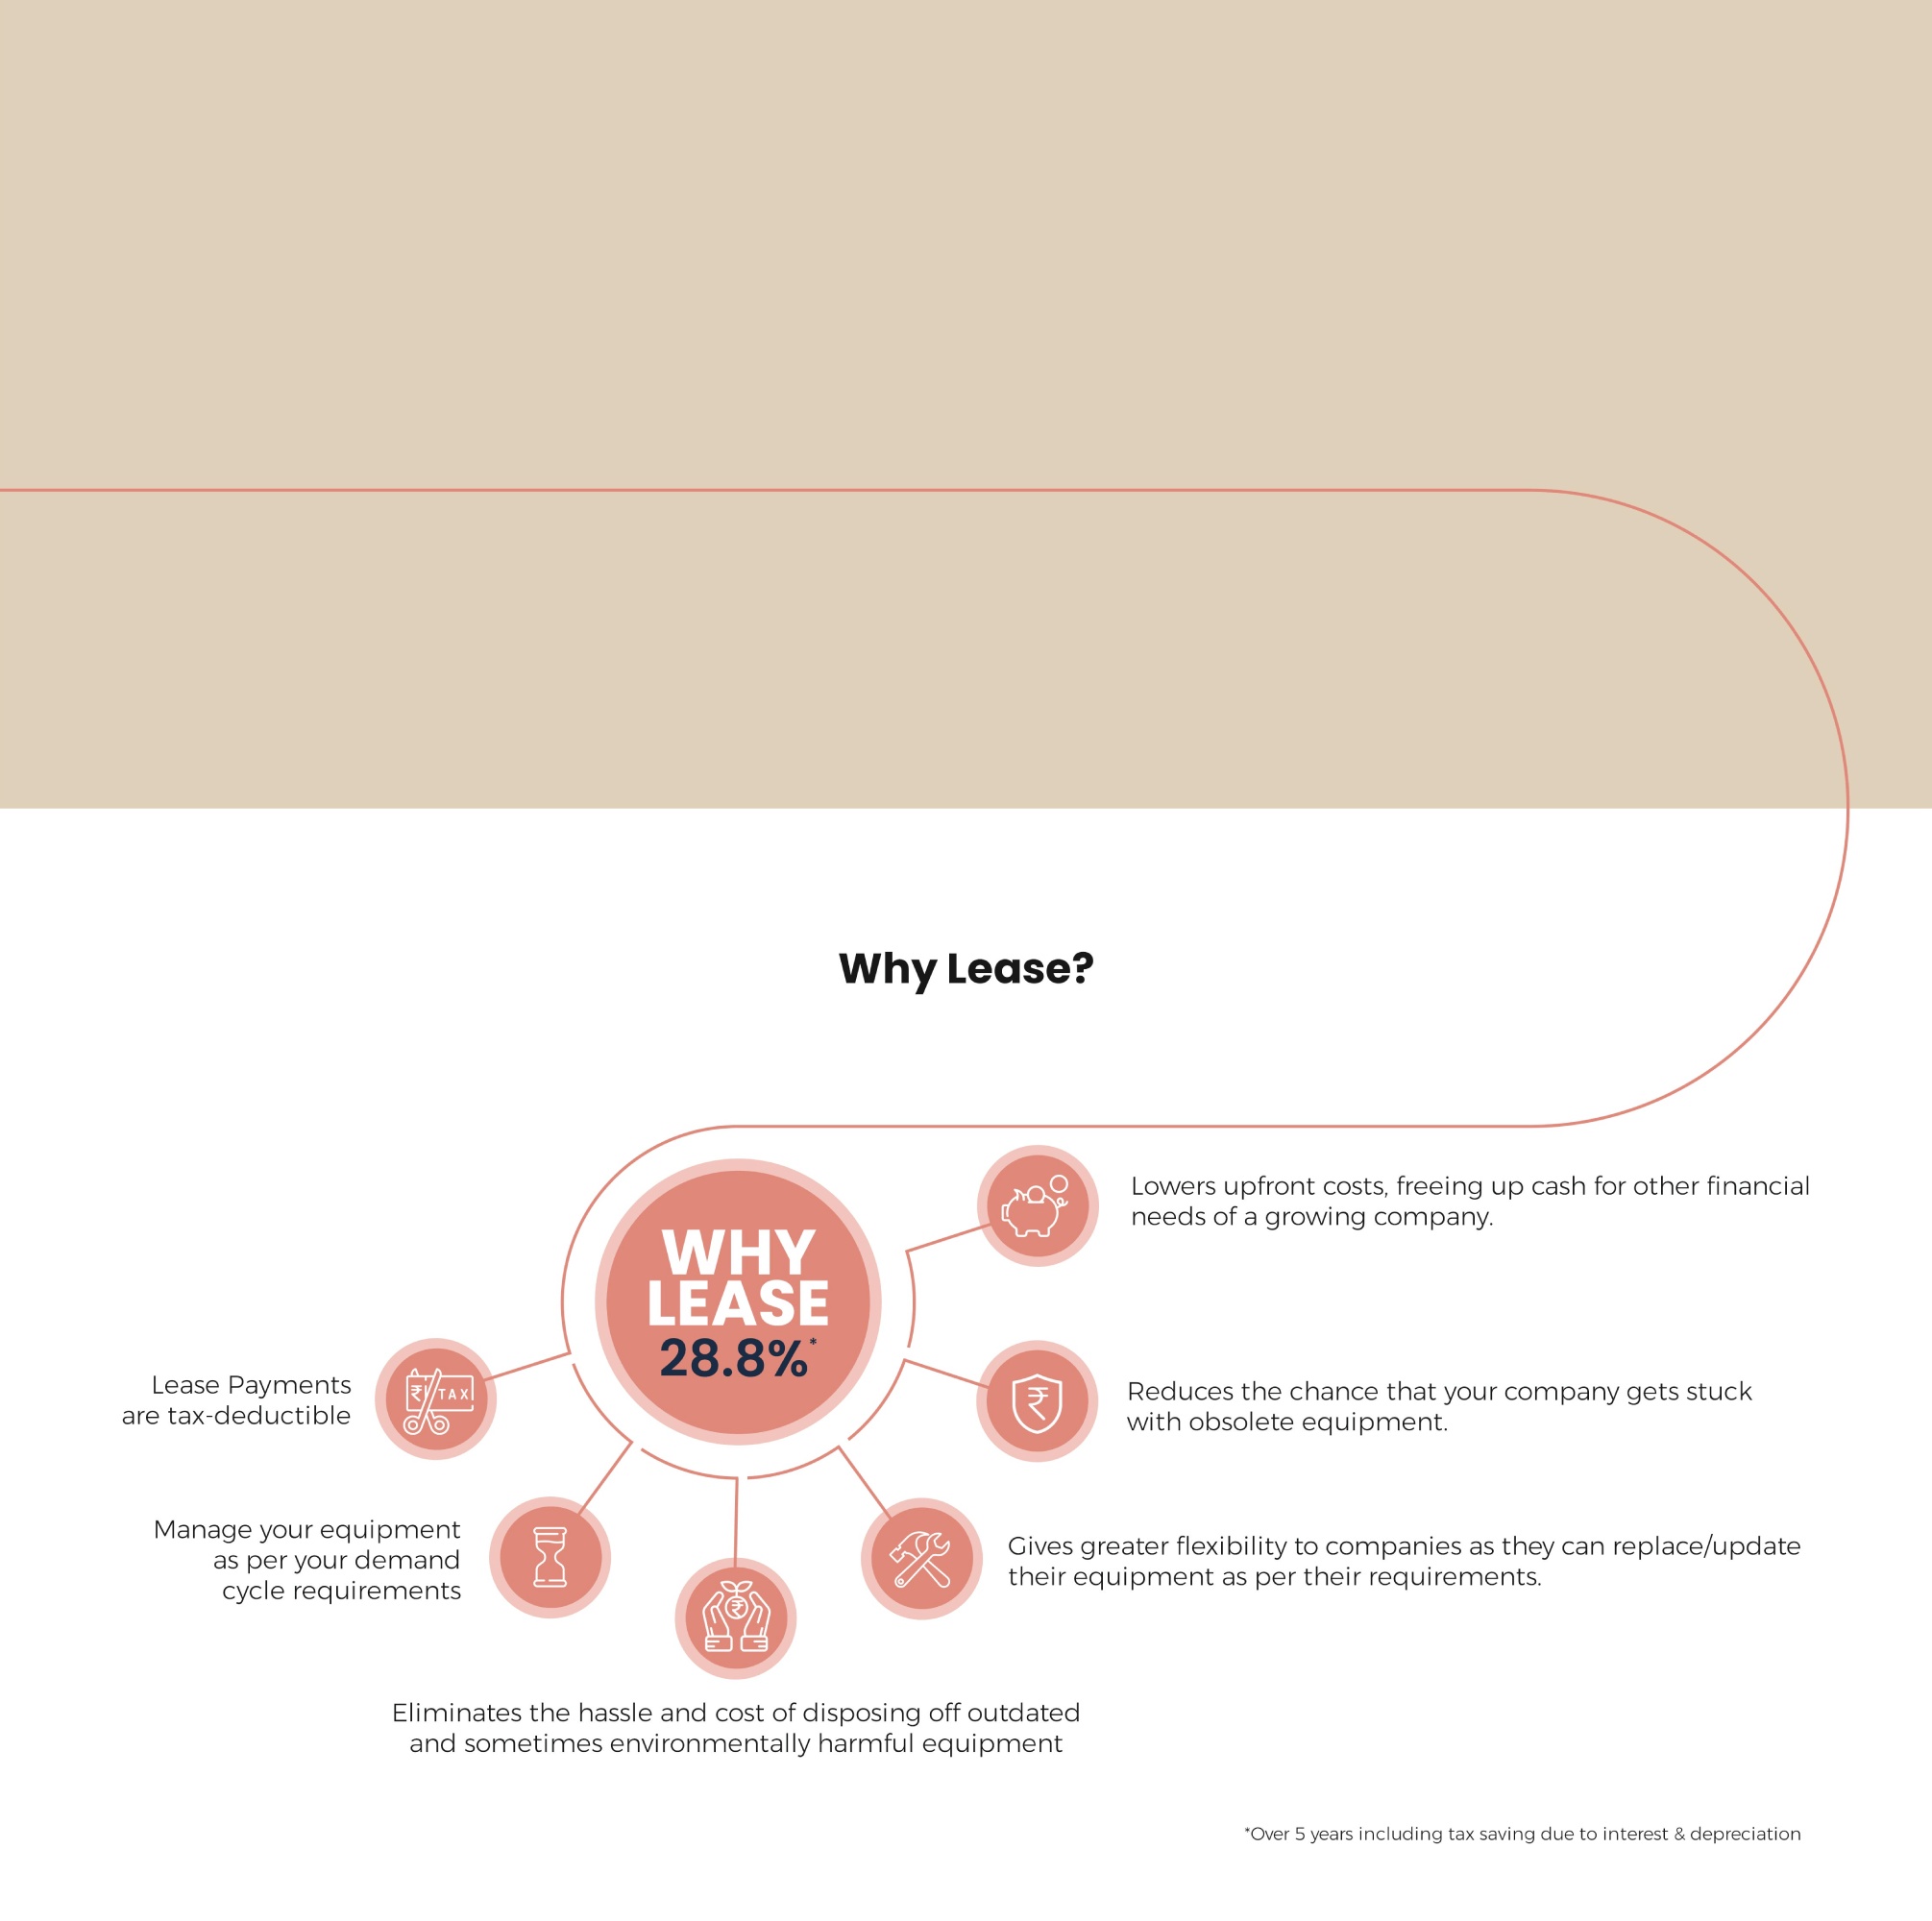 Why Lease?
WHY
LEASE
28.8%*
Lowers upfront costs, freeing up cash for other financial
needs of a growing company.
Reduces the chance that your company gets stuck
with obsolete equipment.
Gives greater flexibility to companies as they can replace/update
their equipment as per their requirements.
Eliminates the hassle and cost of disposing off outdated
and sometimes environmentally harmful equipment
Manage your equipment
as per your demand
cycle requirements
Lease Payments
are tax-deductible
₹ TAX
₹
₹
*Over 5 years including tax saving due to interest & depreciation